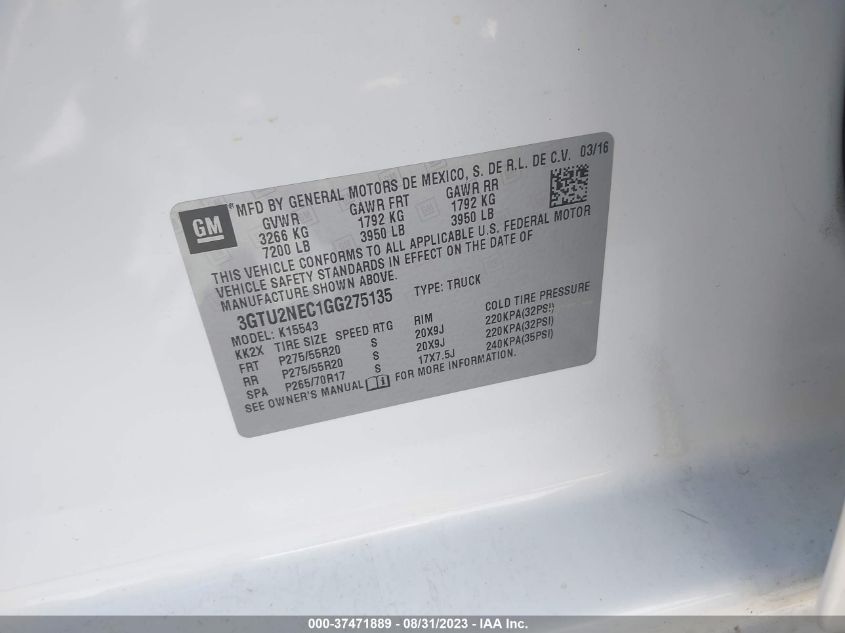 GM
® MFD BY GENERAL MOTORS DE MEXICO, S. DE R.L. DE C.V. 03/16
GVWR GAWR FRT GAWR RR
3266 KG 1792 KG 1792 KG
7200 LB 3950 LB 3950 LB
THIS VEHICLE CONFORMS TO ALL APPLICABLE U.S. FEDERAL MOTOR
VEHICLE SAFETY STANDARDS IN EFFECT ON THE DATE OF
MANUFACTURE SHOWN ABOVE.
3GTU2NEC1GG275135 TYPE: TRUCK
MODEL: K15543
KK2X TIRE SIZE SPEED RTG RIM COLD TIRE PRESSURE
FRT P275/55R20 S 20X9J 220KPA(32PSI)
RR P275/55R20 S 20X9J 220KPA(32PSI)
SPA P265/70R17 S 17X7.5J 240KPA(35PSI)
SEE OWNER'S MANUAL FOR MORE INFORMATION.
000-37471889 - 08/31/2023 - IAA Inc.